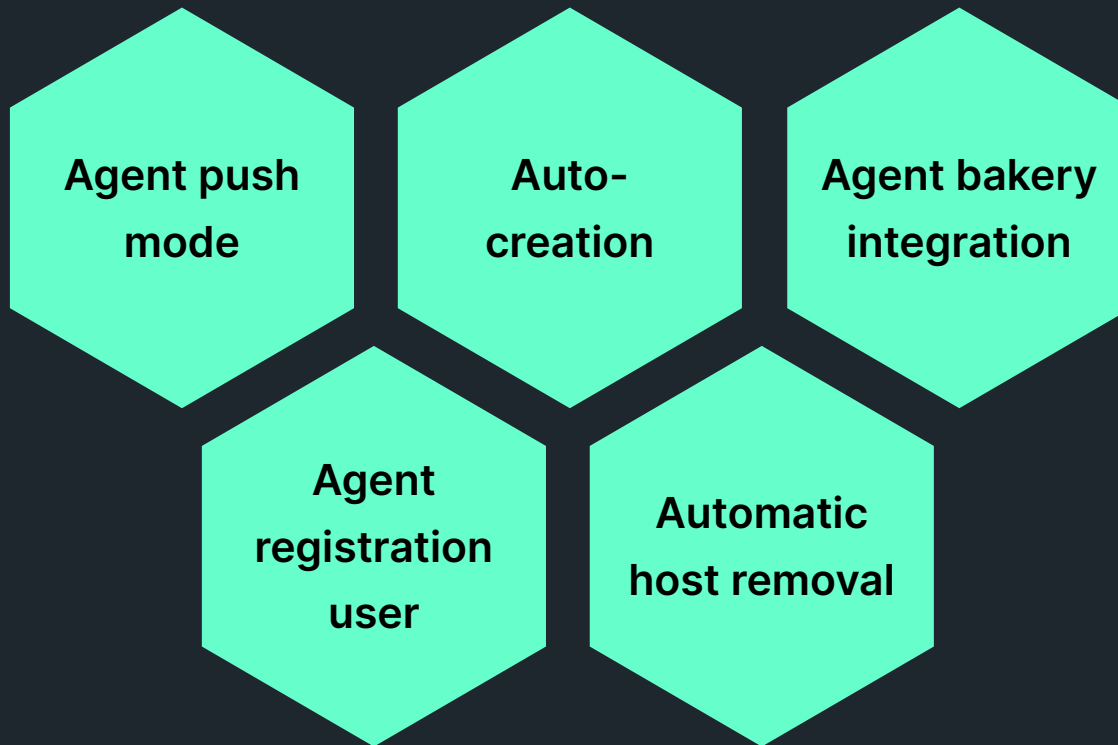 Agent push
mode
Auto-
creation
Agent bakery
integration
Agent
registration
user
Automatic
host removal